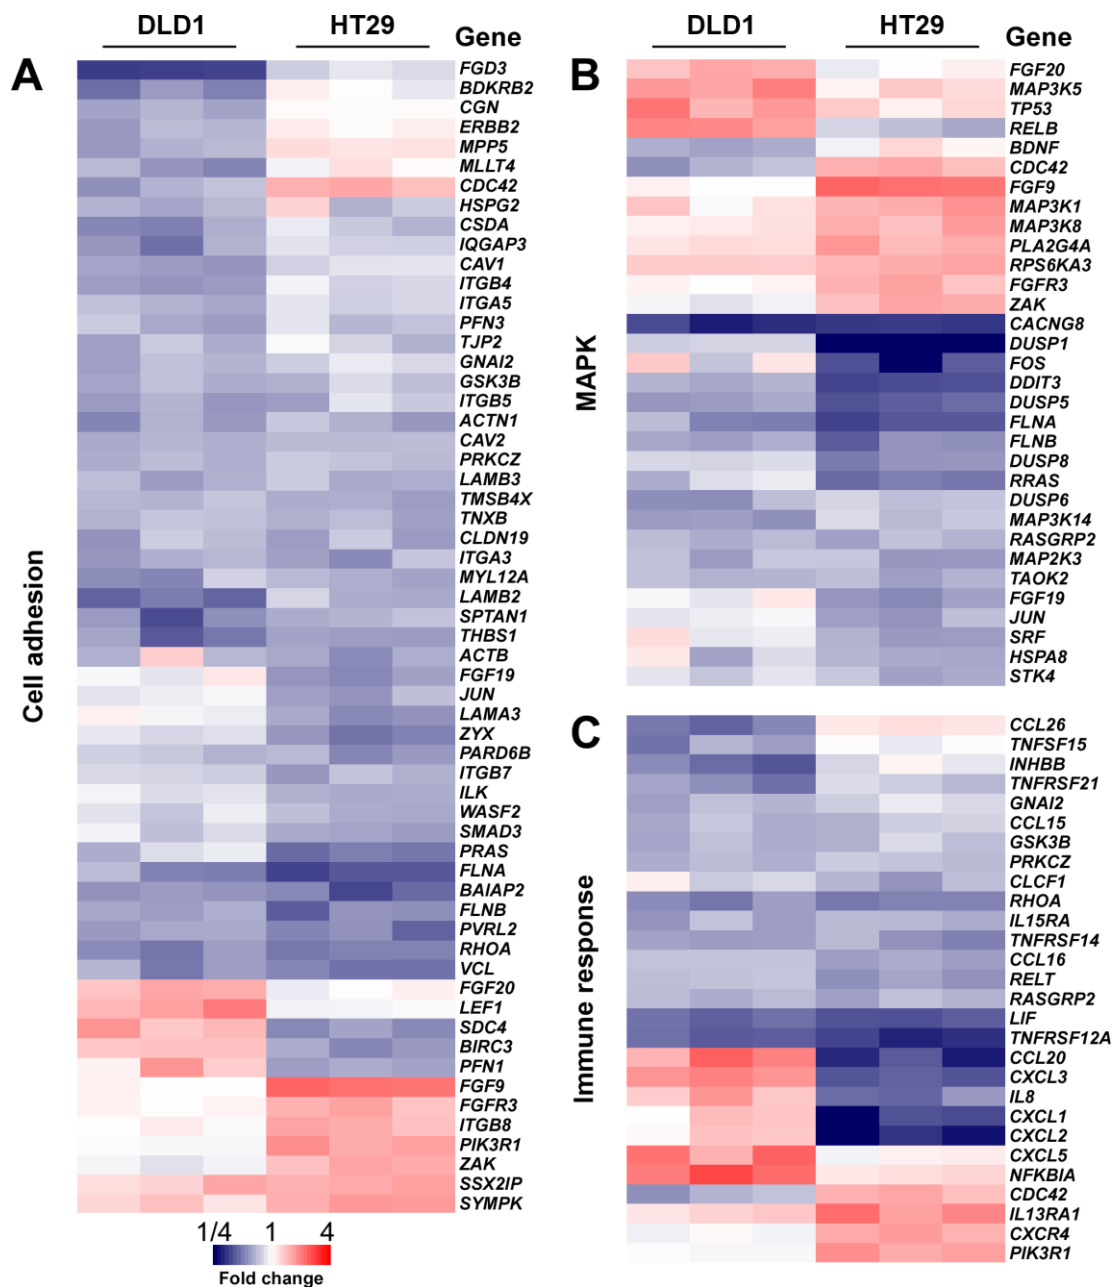 A
DLD1 HT29 Gene
Cell adhesion
FGD3
BDKRB2
CGN
ERBB2
MPP5
MLLT4
CDC42
HSPG2
CSDA
IQGAP3
CAV1
ITGB4
ITGA5
PFN3
TJP2
GNAI2
GSK3B
ITGB5
ACTN1
CAV2
PRKCZ
LAMB3
TMSB4X
TNXB
CLDN19
ITGA3
MYL12A
LAMB2
SPTAN1
THBS1
ACTB
FGF19
JUN
LAMA3
ZYX
PARD6B
ITGB7
ILK
WASF2
SMAD3
PRAS
FLNA
BAIAP2
FLNB
PVRL2
RHOA
VCL
FGF20
LEF1
SDC4
BIRC3
PFN1
FGF9
FGFR3
ITGB8
PIK3R1
ZAK
SSX2IP
SYMPK
1/4 1 4
Fold change
B
DLD1 HT29 Gene
MAPK
FGF20
MAP3K5
TP53
RELB
BDNF
CDC42
FGF9
MAP3K1
MAP3K8
PLA2G4A
RPS6KA3
FGFR3
ZAK
CACNG8
DUSP1
FOS
DDIT3
DUSP5
FLNA
FLNB
DUSP8
RRAS
DUSP6
MAP3K14
RASGRP2
MAP2K3
TAOK2
FGF19
JUN
SRF
HSPA8
STK4
C
Immune response
CCL26
TNFSF15
INHBB
TNFRSF21
GNAI2
CCL15
GSK3B
PRKCZ
CLCF1
RHOA
IL15RA
TNFRSF14
CCL16
RELT
RASGRP2
LIF
TNFRSF12A
CCL20
CXCL3
IL8
CXCL1
CXCL2
CXCL5
NFKBIA
CDC42
IL13RA1
CXCR4
PIK3R1